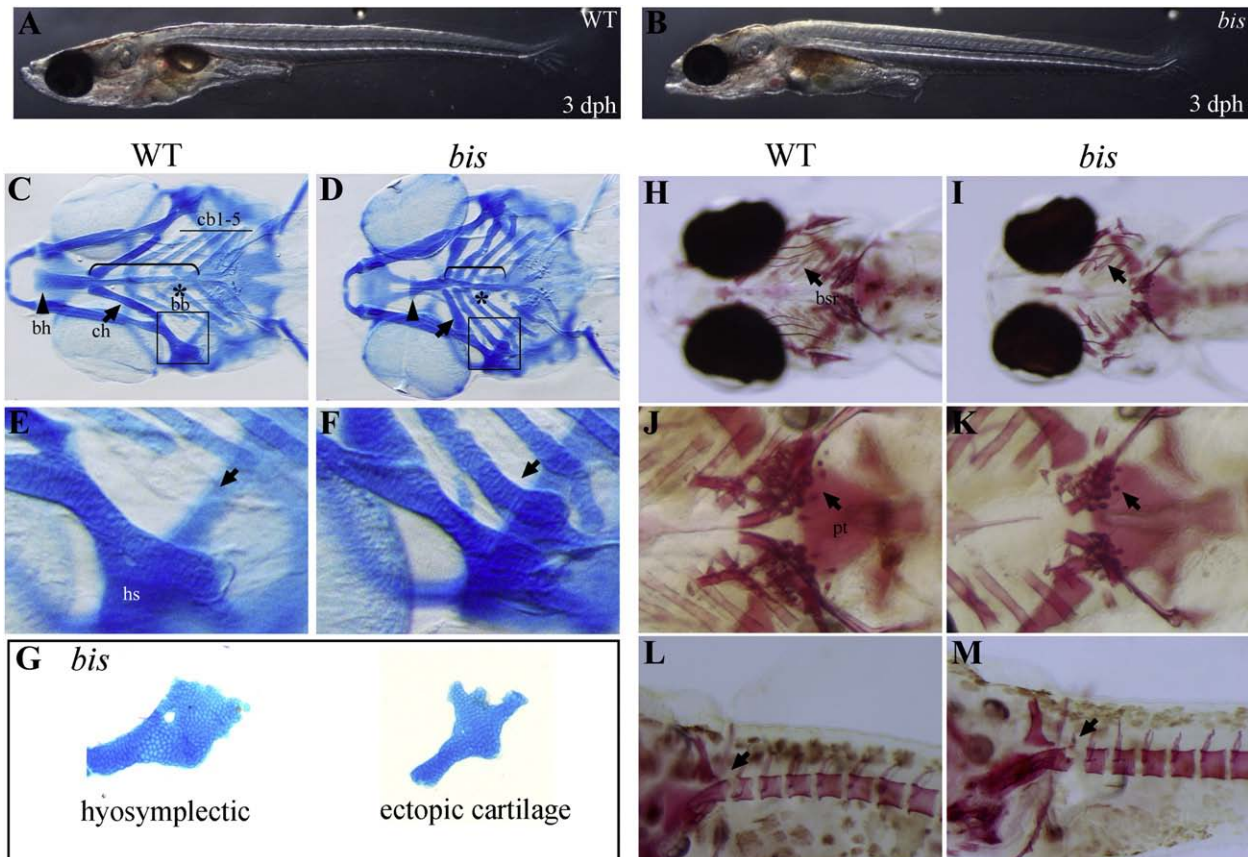 A
WT
3 dph
B
bis
3 dph
WT
bis
WT
bis
C
cb1-5
bb
bh
ch
D
H
bsr
I
E
hs
F
J
pt
K
G
bis
hyosymplectic
ectopic cartilage
L
M